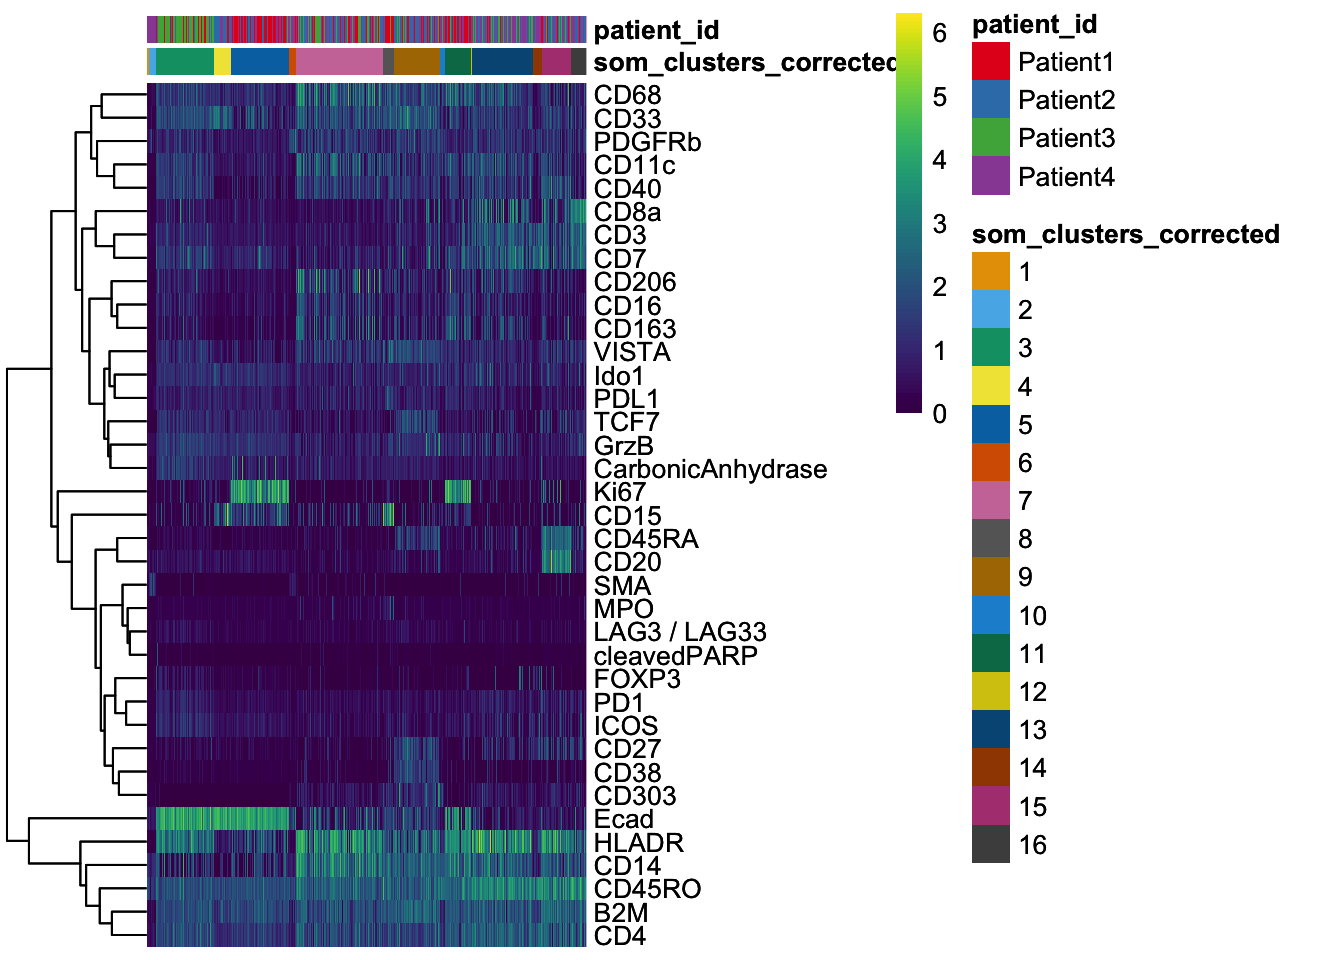 patient_id
som_clusters_corrected
CD68
CD33
PDGFRb
CD11c
CD40
CD8a
CD3
CD7
CD206
CD16
CD163
VISTA
Ido1
PDL1
TCF7
GrzB
CarbonicAnhydrase
Ki67
CD15
CD45RA
CD20
SMA
MPO
LAG3 / LAG33
cleavedPARP
FOXP3
PD1
ICOS
CD27
CD38
CD303
Ecad
HLADR
CD14
CD45RO
B2M
CD4
6
5
4
3
2
1
0
patient_id
Patient1
Patient2
Patient3
Patient4
som_clusters_corrected
1
2
3
4
5
6
7
8
9
10
11
12
13
14
15
16